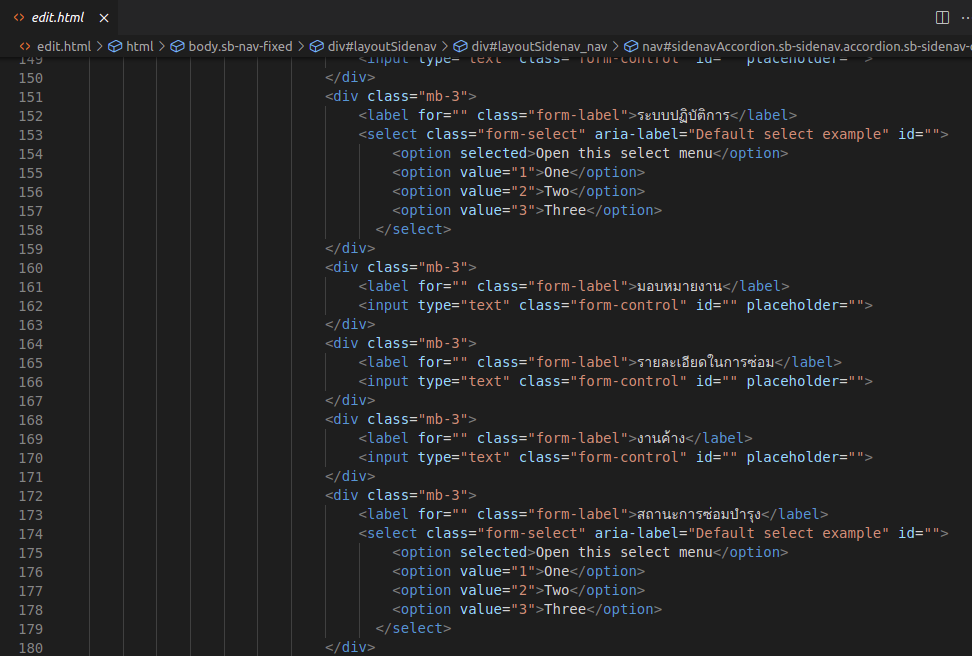 edit.html
edit.html > html > body.sb-nav-fixed > div#layoutSidenav > div#layoutSidenav_nav > nav#sidenavAccordion.sb-sidenav.accordion.sb-sidenav-
149 <input type="text" class="form-control" id="" placeholder="">
150 </div>
151 <div class="mb-3">
152 <label for="" class="form-label">ระบบปฏิบัติการ</label>
153 <select class="form-select" aria-label="Default select example" id="">
154 <option selected>Open this select menu</option>
155 <option value="1">One</option>
156 <option value="2">Two</option>
157 <option value="3">Three</option>
158 </select>
159 </div>
160 <div class="mb-3">
161 <label for="" class="form-label">มอบหมายงาน</label>
162 <input type="text" class="form-control" id="" placeholder="">
163 </div>
164 <div class="mb-3">
165 <label for="" class="form-label">รายละเอียดในการซ่อม</label>
166 <input type="text" class="form-control" id="" placeholder="">
167 </div>
168 <div class="mb-3">
169 <label for="" class="form-label">งานค้าง</label>
170 <input type="text" class="form-control" id="" placeholder="">
171 </div>
172 <div class="mb-3">
173 <label for="" class="form-label">สถานะการซ่อมบำรุง</label>
174 <select class="form-select" aria-label="Default select example" id="">
175 <option selected>Open this select menu</option>
176 <option value="1">One</option>
177 <option value="2">Two</option>
178 <option value="3">Three</option>
179 </select>
180 </div>